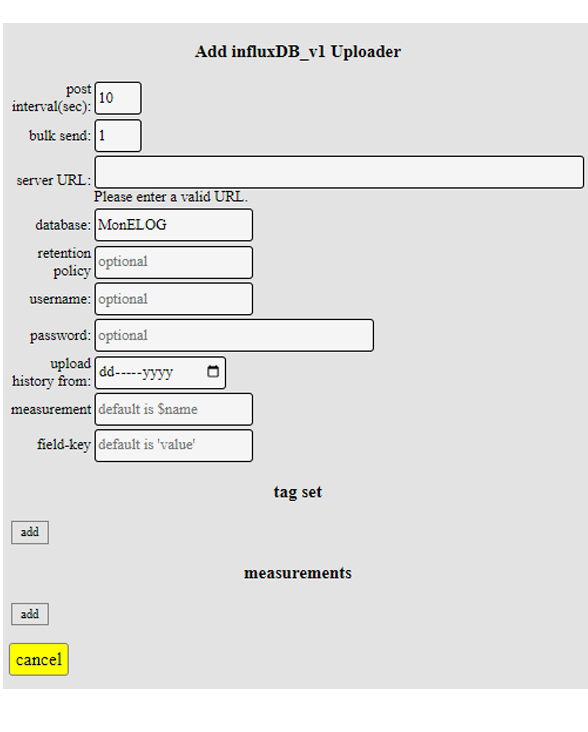 Add influxDB_v1 Uploader
post
interval(sec): 10
bulk send: 1
server URL:
Please enter a valid URL.
database: MonELOG
retention
policy optional
username: optional
password: optional
upload
history from: dd-----yyyy
measurement default is $name
field-key default is 'value'
tag set
add
measurements
add
cancel